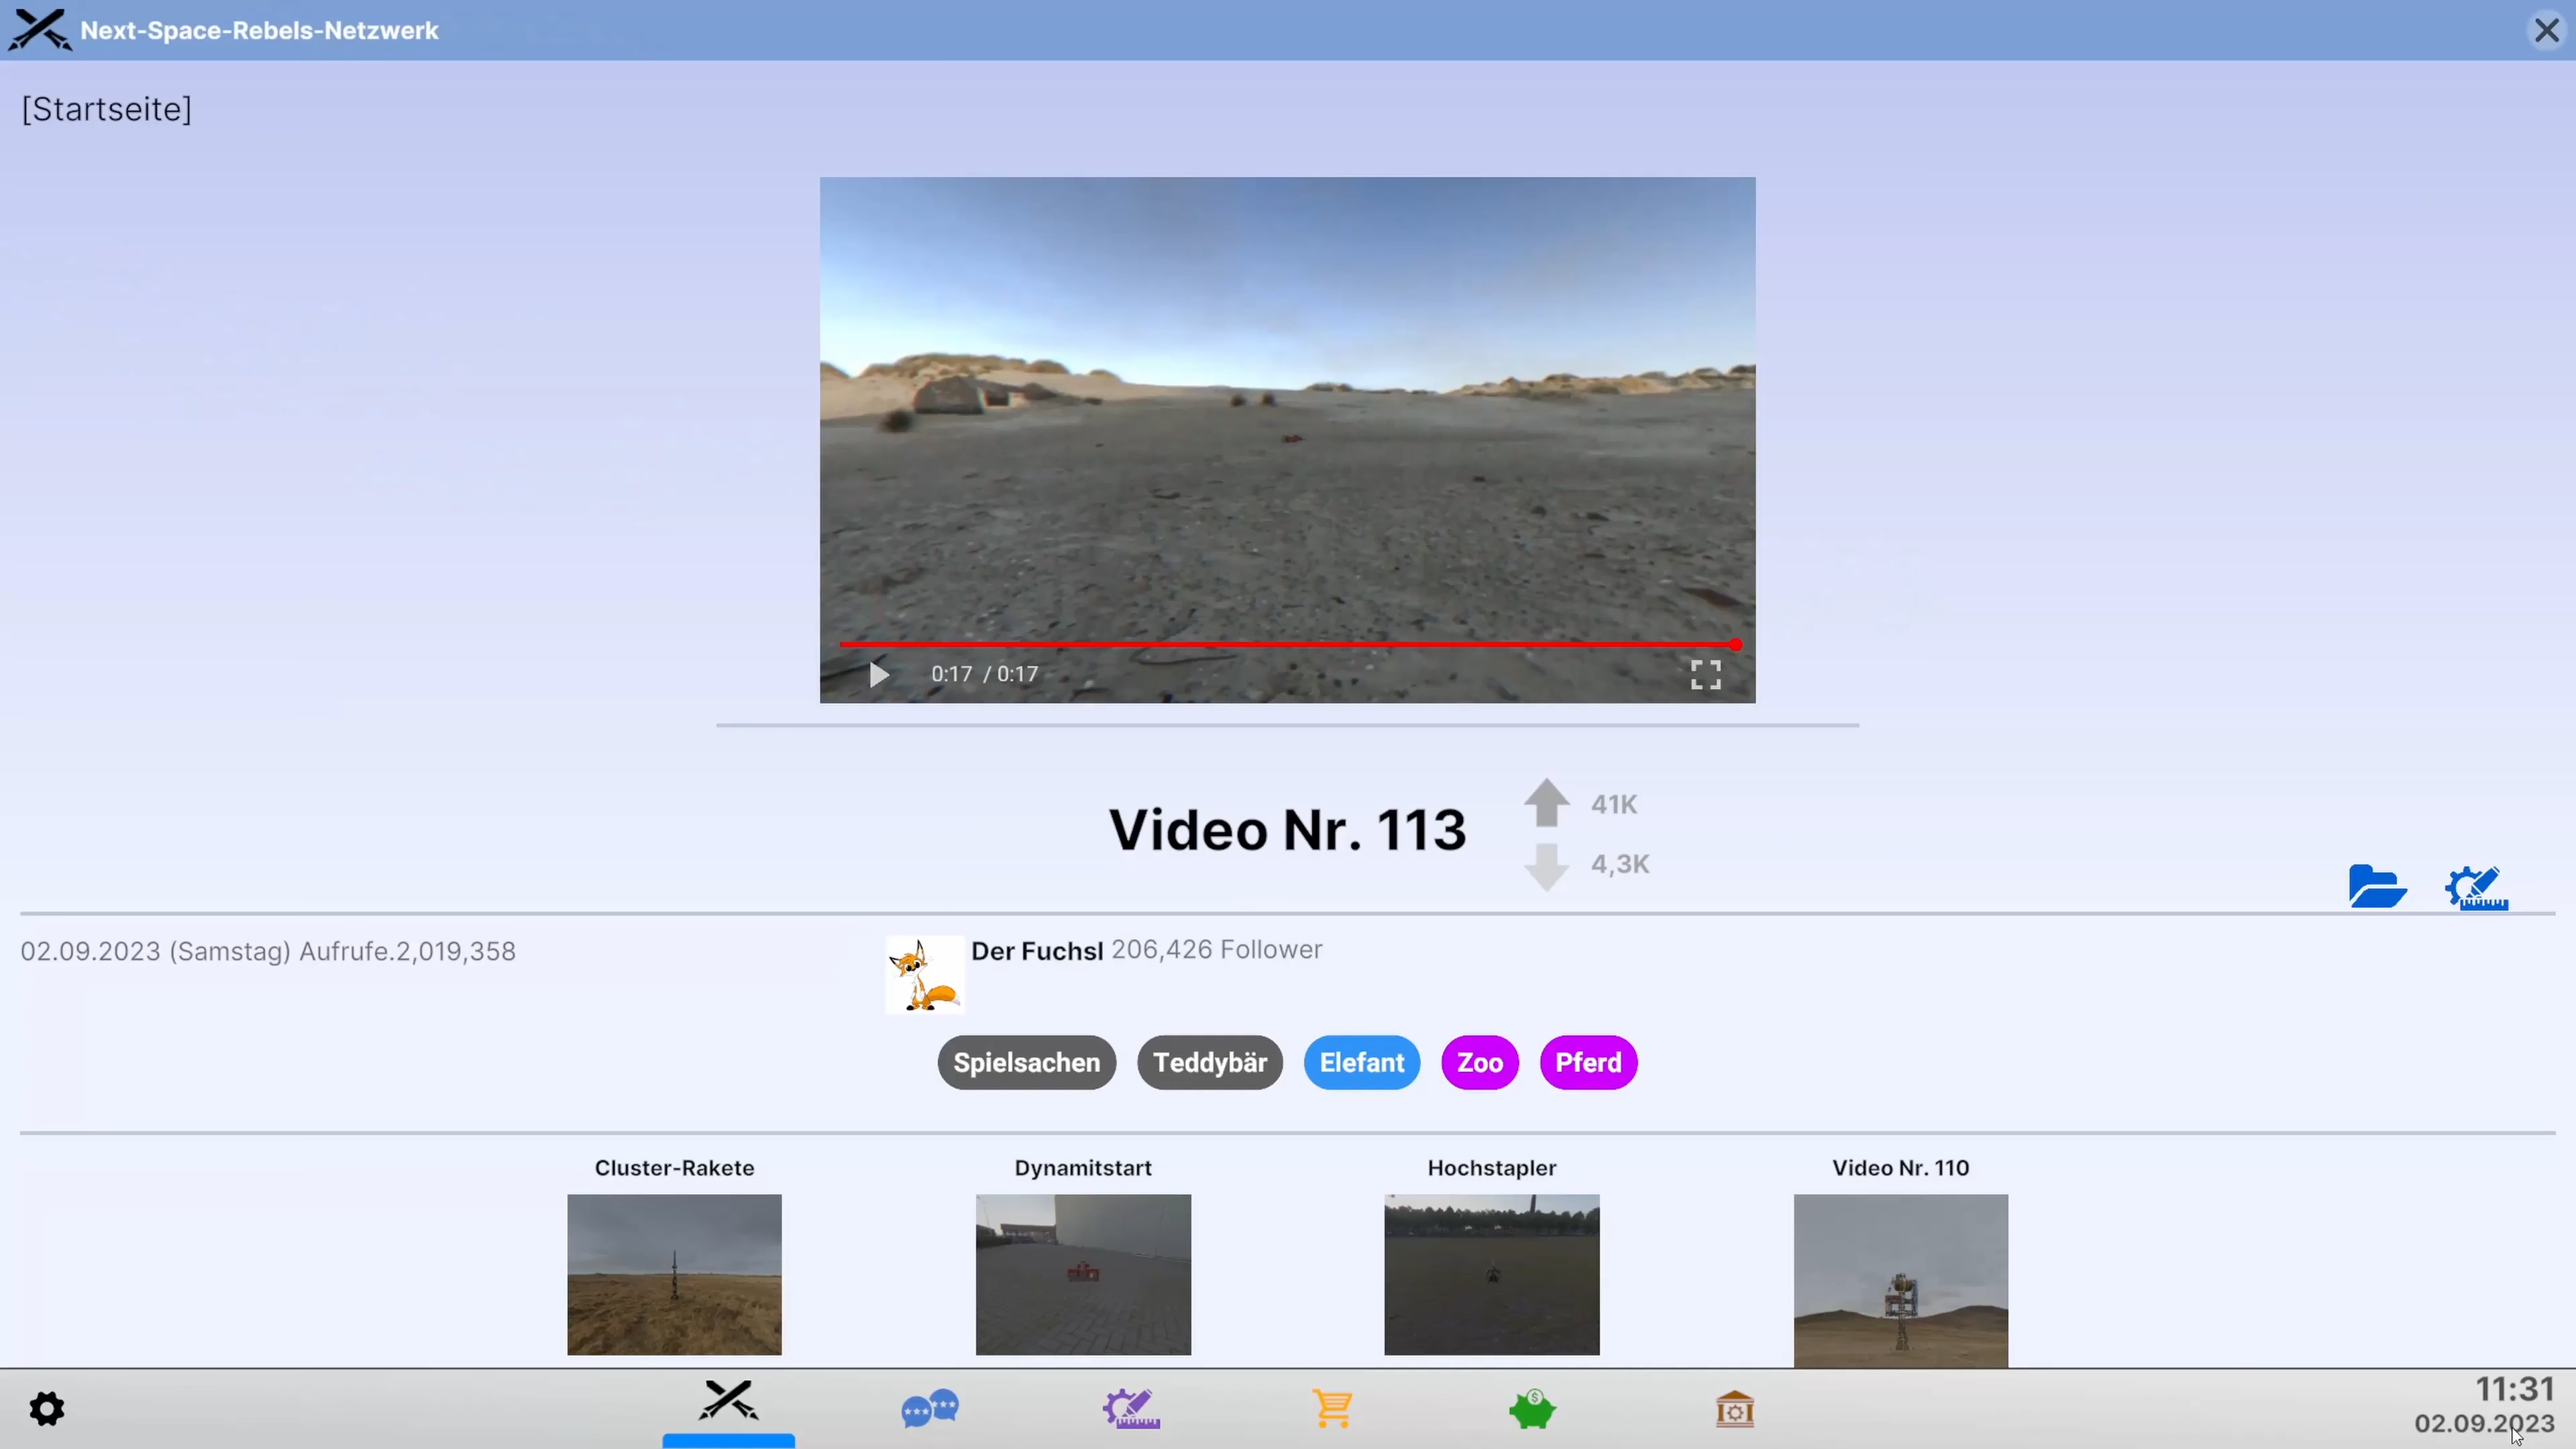 Next-Space-Rebels-Netzwerk
[Startseite]
0:17 / 0:17
Video Nr. 113
41K
4,3K
02.09.2023 (Samstag) Aufrufe.2,019,358
Der Fuchsl 206,426 Follower
Spielsachen Teddybär Elefant Zoo Pferd
Cluster-Rakete Dynamitstart Hochstapler Video Nr. 110
11:31
02.09.2023